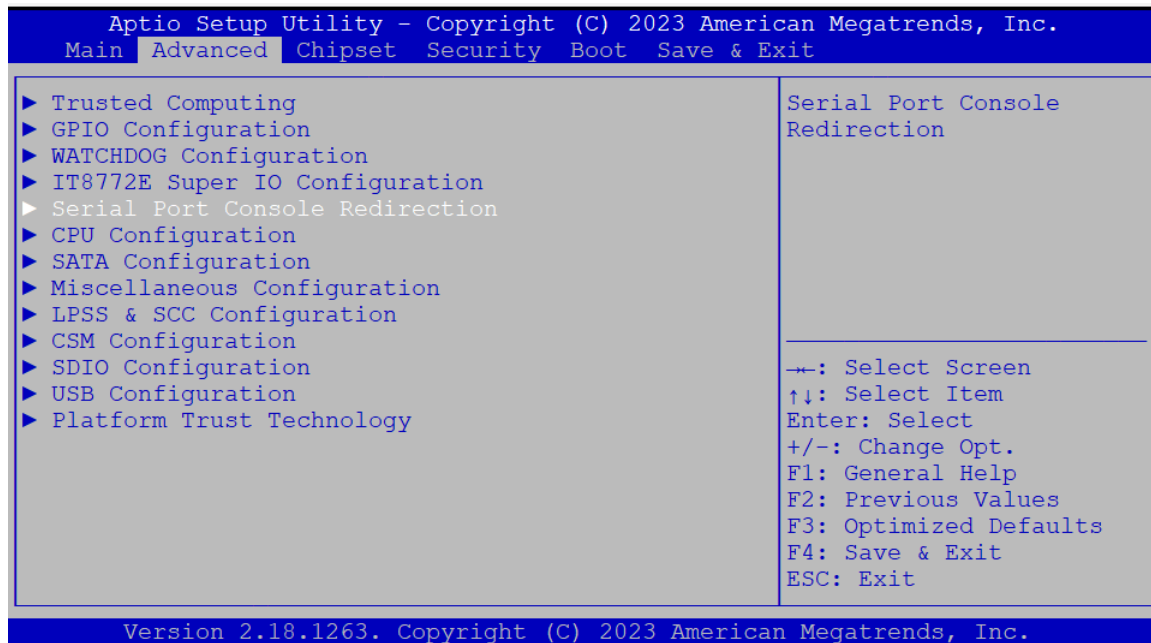 Aptio Setup Utility – Copyright (C) 2023 American Megatrends, Inc.
Main Advanced Chipset Security Boot Save & Exit
► Trusted Computing
► GPIO Configuration
► WATCHDOG Configuration
► IT8772E Super IO Configuration
► Serial Port Console Redirection
► CPU Configuration
► SATA Configuration
► Miscellaneous Configuration
► LPSS & SCC Configuration
► CSM Configuration
► SDIO Configuration
► USB Configuration
► Platform Trust Technology
Serial Port Console
Redirection
→←: Select Screen
↑↓: Select Item
Enter: Select
+/-: Change Opt.
F1: General Help
F2: Previous Values
F3: Optimized Defaults
F4: Save & Exit
ESC: Exit
Version 2.18.1263. Copyright (C) 2023 American Megatrends, Inc.